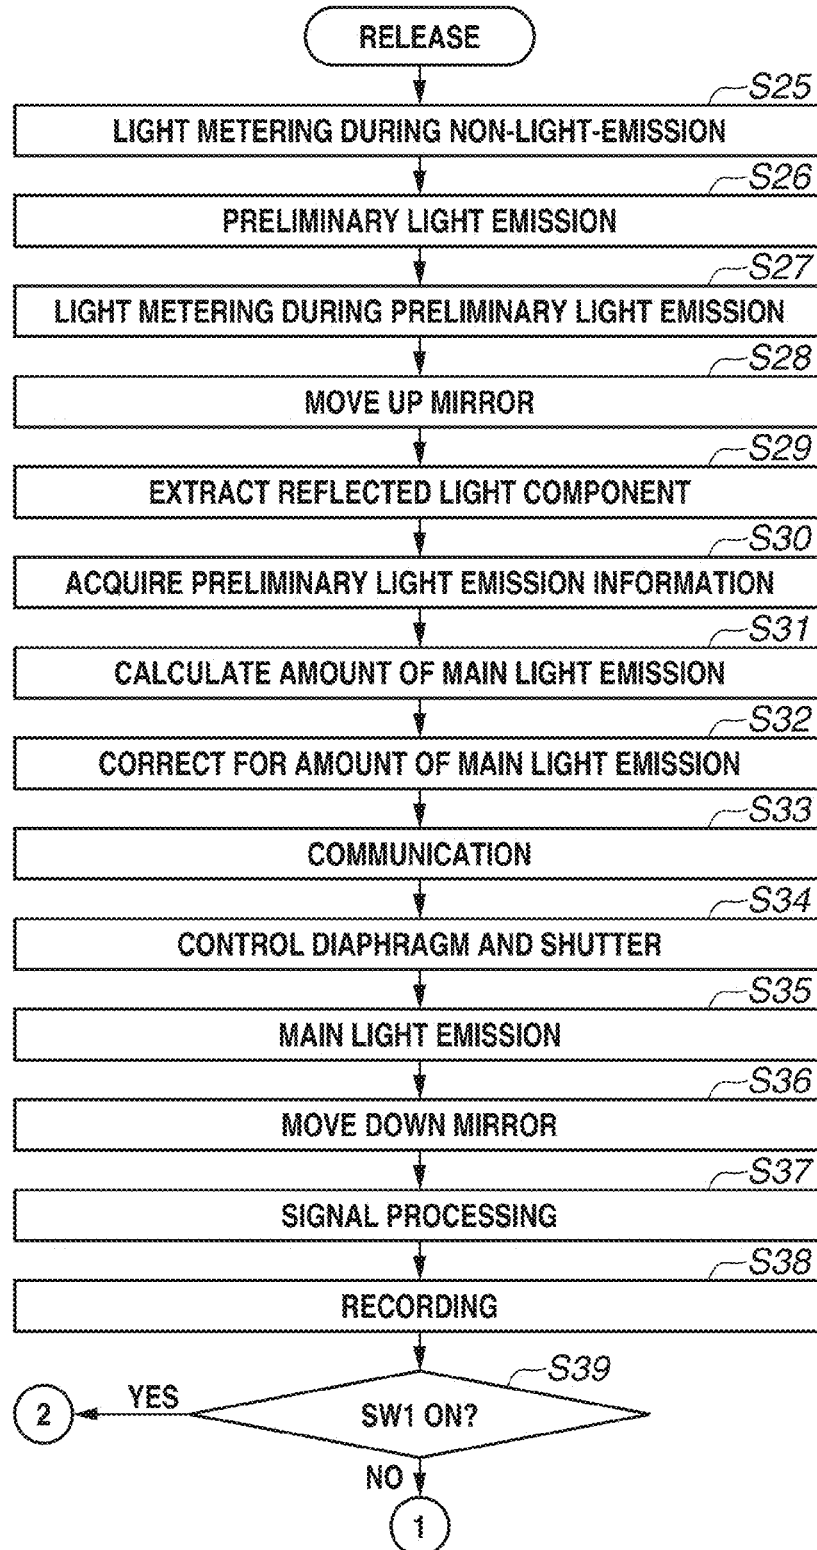 RELEASE
S25
LIGHT METERING DURING NON-LIGHT-EMISSION
S26
PRELIMINARY LIGHT EMISSION
S27
LIGHT METERING DURING PRELIMINARY LIGHT EMISSION
S28
MOVE UP MIRROR
S29
EXTRACT REFLECTED LIGHT COMPONENT
S30
ACQUIRE PRELIMINARY LIGHT EMISSION INFORMATION
S31
CALCULATE AMOUNT OF MAIN LIGHT EMISSION
S32
CORRECT FOR AMOUNT OF MAIN LIGHT EMISSION
S33
COMMUNICATION
S34
CONTROL DIAPHRAGM AND SHUTTER
S35
MAIN LIGHT EMISSION
S36
MOVE DOWN MIRROR
S37
SIGNAL PROCESSING
S38
RECORDING
S39
2 YES SW1 ON?
NO
1